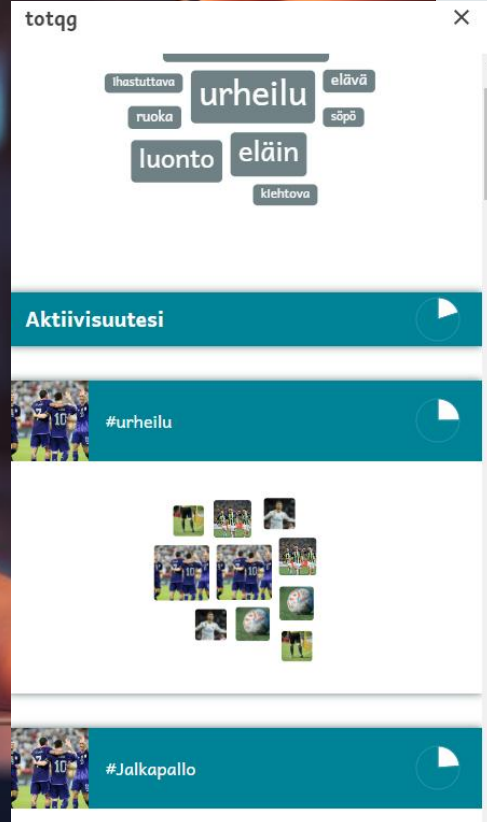 totqg
×
Ihastuttava
urheilu
elävä
ruoka
söpö
luonto
eläin
kiehtova
Aktiivisuutesi
#urheilu
#Jalkapallo